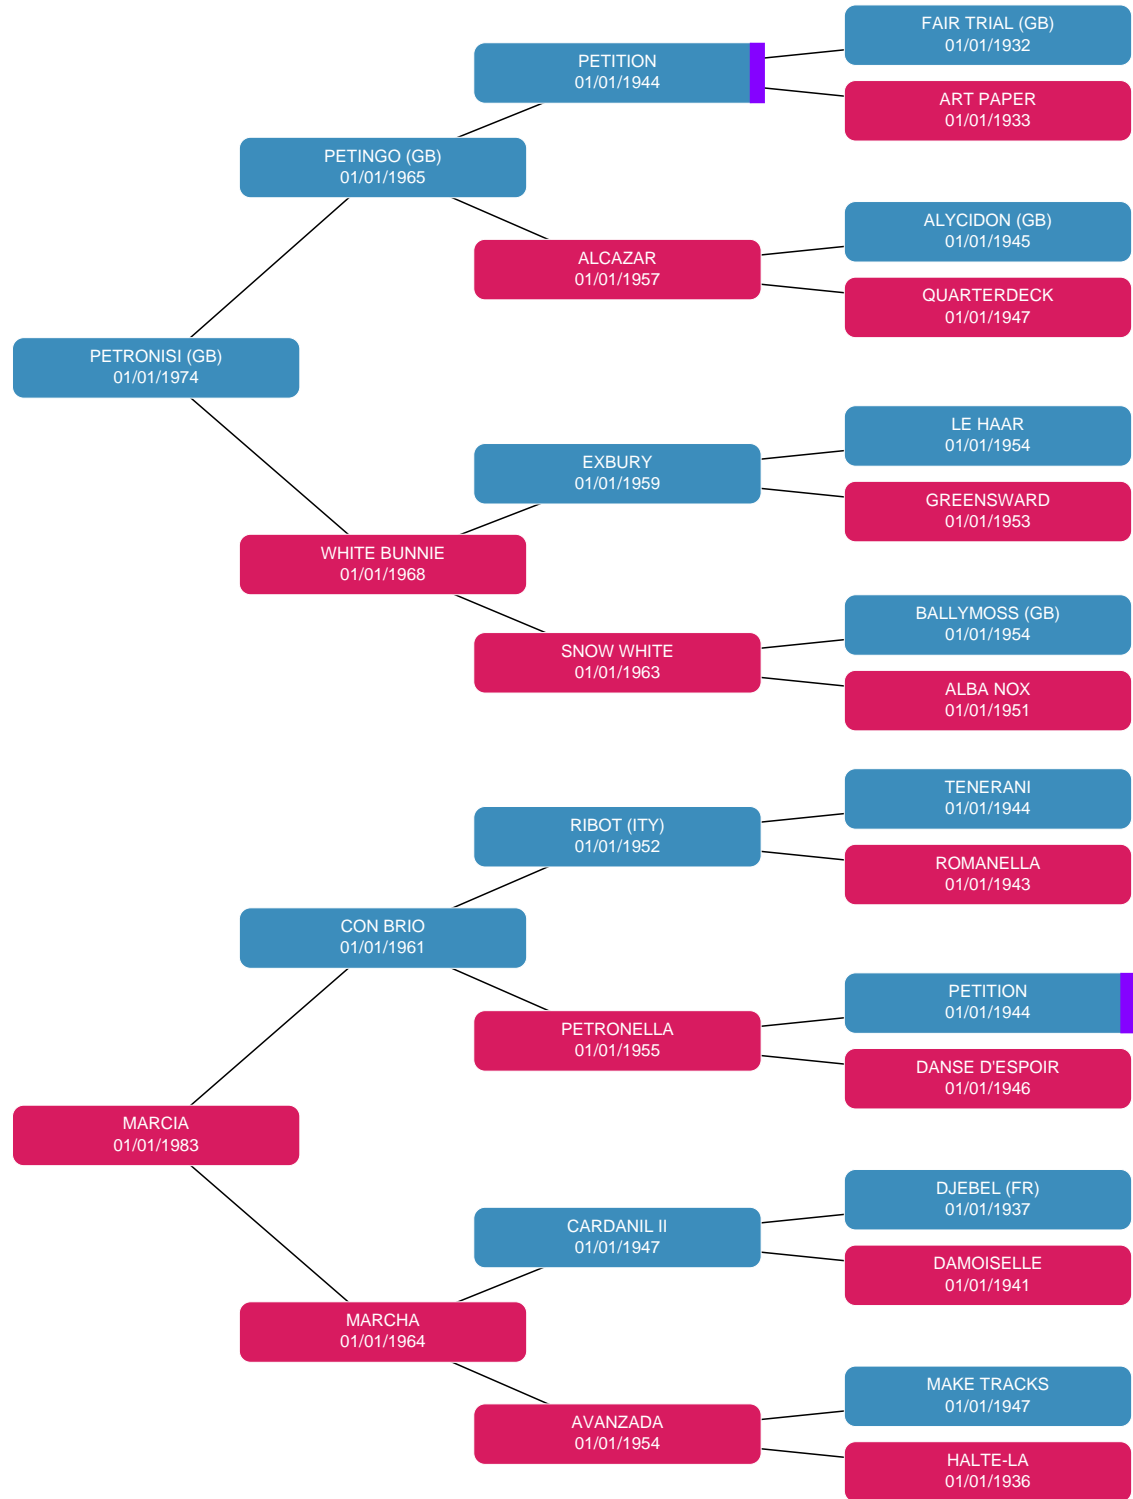 FAIR TRIAL (GB)
01/01/1932
PETITION
01/01/1944
ART PAPER
01/01/1933
PETINGO (GB)
01/01/1965
ALYCIDON (GB)
01/01/1945
ALCAZAR
01/01/1957
QUARTERDECK
01/01/1947
PETRONISI (GB)
01/01/1974
LE HAAR
01/01/1954
EXBURY
01/01/1959
GREENSWARD
01/01/1953
WHITE BUNNIE
01/01/1968
BALLYMOSS (GB)
01/01/1954
SNOW WHITE
01/01/1963
ALBA NOX
01/01/1951
TENERANI
01/01/1944
RIBOT (ITY)
01/01/1952
ROMANELLA
01/01/1943
CON BRIO
01/01/1961
PETITION
01/01/1944
PETRONELLA
01/01/1955
DANSE D'ESPOIR
01/01/1946
MARCIA
01/01/1983
DJEBEL (FR)
01/01/1937
CARDANIL II
01/01/1947
DAMOISELLE
01/01/1941
MARCHA
01/01/1964
MAKE TRACKS
01/01/1947
AVANZADA
01/01/1954
HALTE-LA
01/01/1936